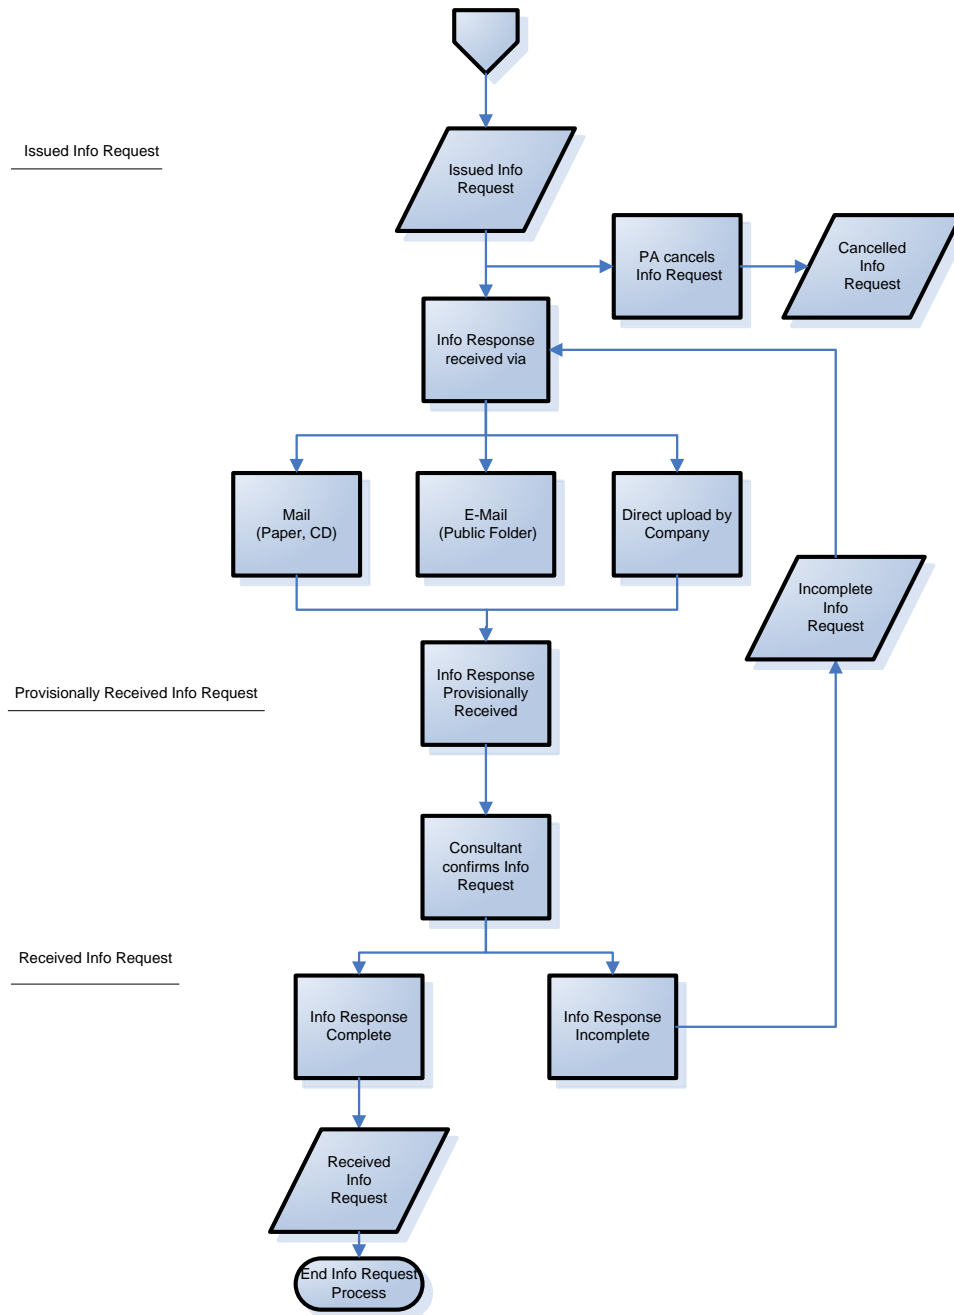 Issued Info Request
Issued Info
Request
PA cancels
Info Request
Cancelled
Info
Request
Info Response
received via
Mail
(Paper, CD)
E-Mail
(Public Folder)
Direct upload by
Company
Incomplete
Info
Request
Provisionally Received Info Request
Info Response
Provisionally
Received
Consultant
confirms Info
Request
Received Info Request
Info Response
Complete
Info Response
Incomplete
Received
Info
Request
End Info Request
Process